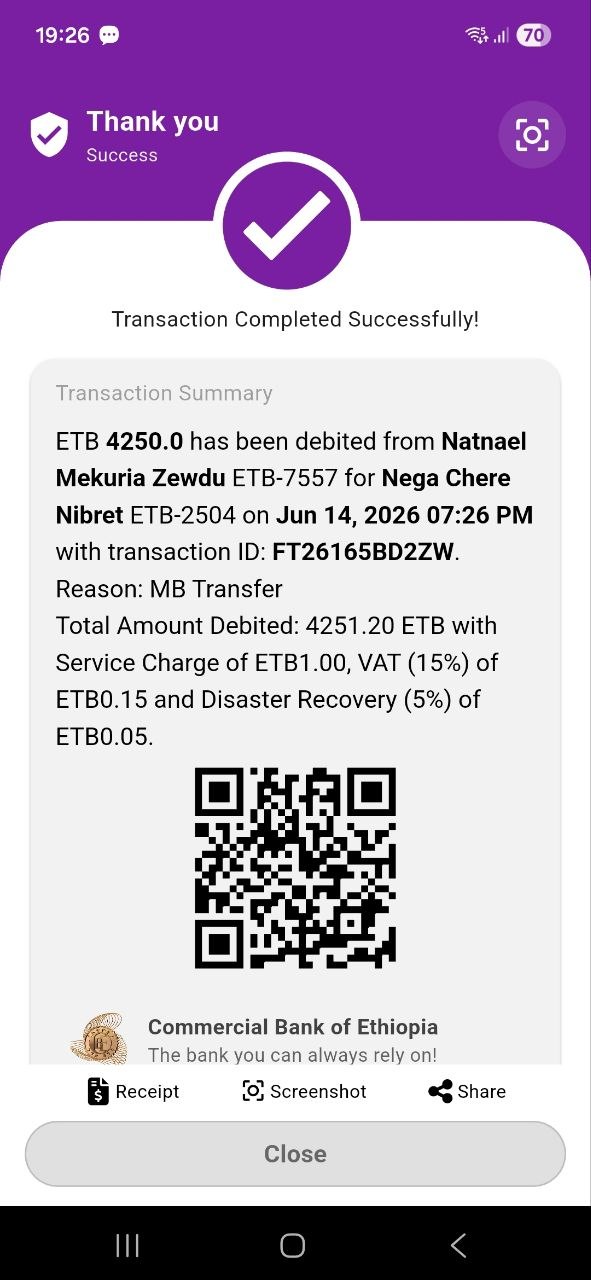 19:26
70
Thank you
Success
Transaction Completed Successfully!
Transaction Summary
ETB 4250.0 has been debited from Natnael
Mekuria Zewdu ETB-7557 for Nega Chere
Nibret ETB-2504 on Jun 14, 2026 07:26 PM
with transaction ID: FT26165BD2ZW.
Reason: MB Transfer
Total Amount Debited: 4251.20 ETB with
Service Charge of ETB1.00, VAT (15%) of
ETB0.15 and Disaster Recovery (5%) of
ETB0.05.
Commercial Bank of Ethiopia
The bank you can always rely on!
Receipt Screenshot Share
Close